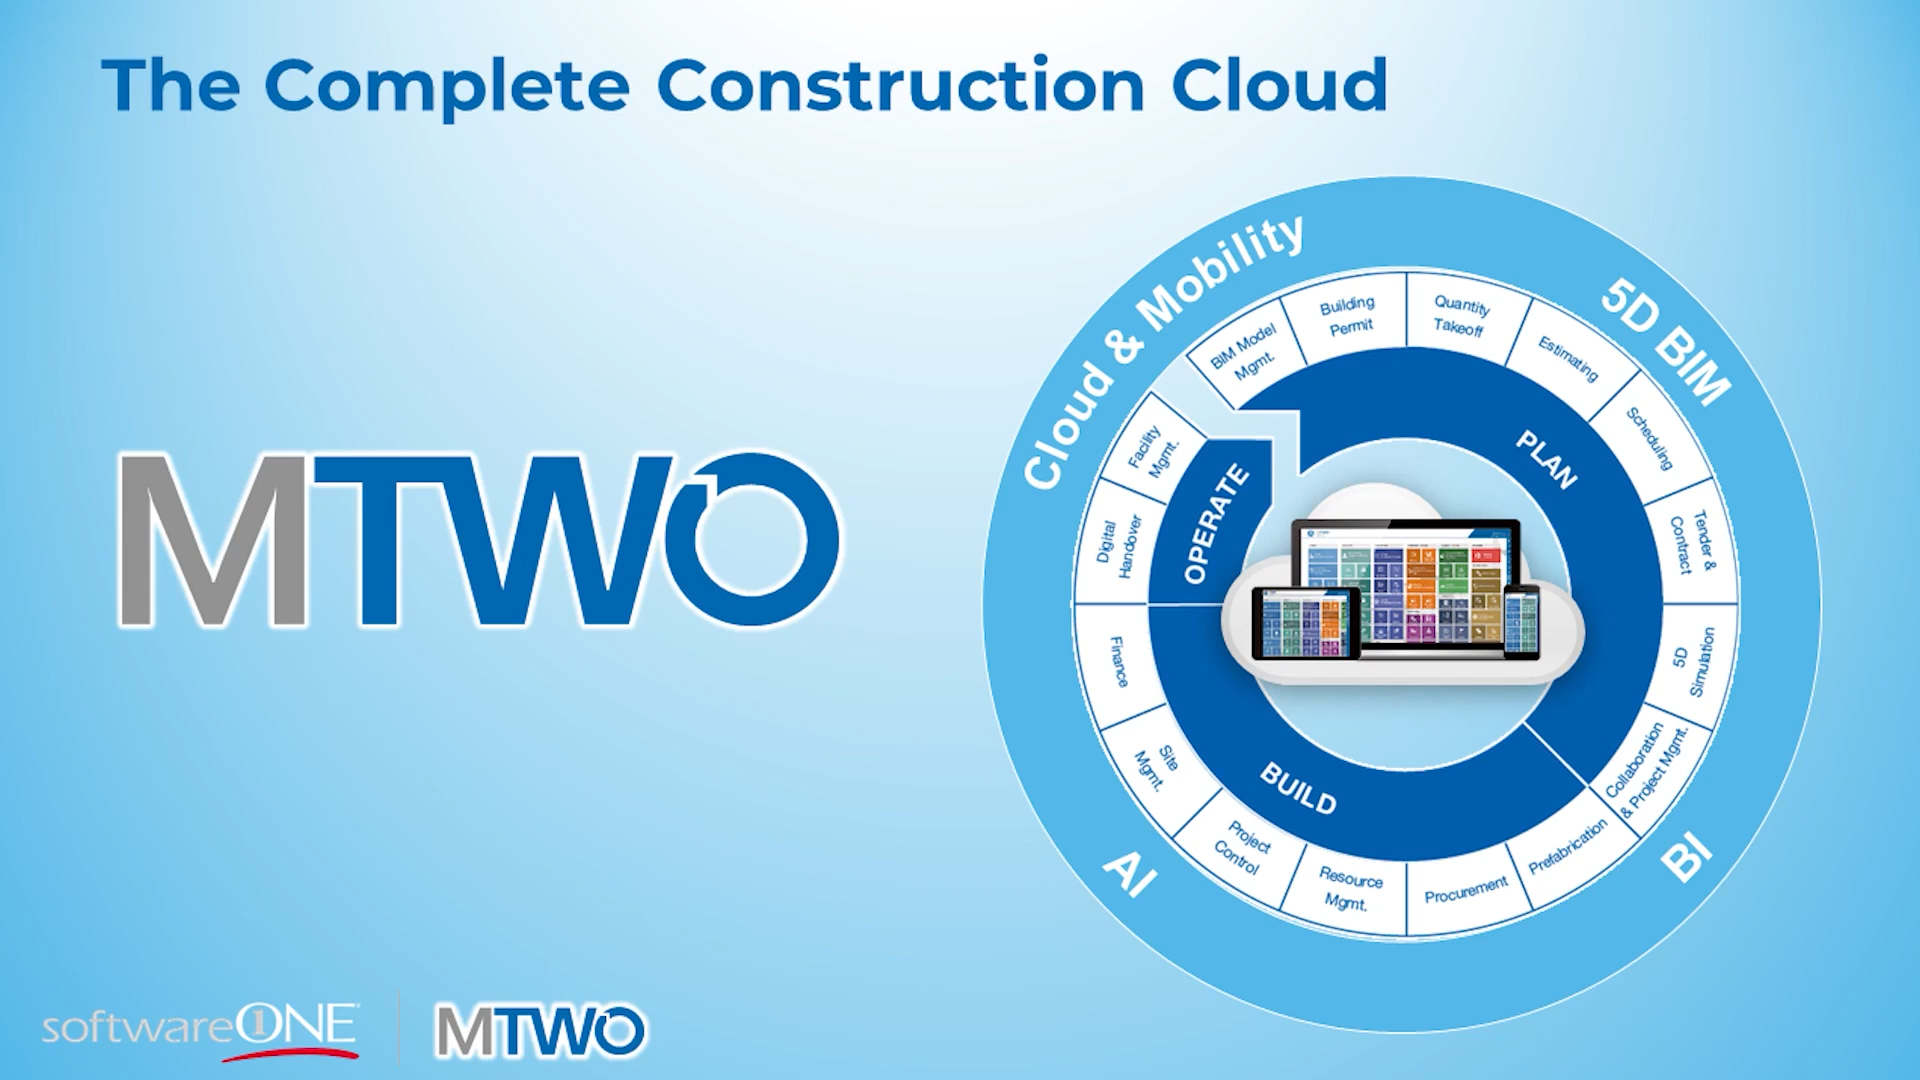 The Complete Construction Cloud
MTWO
Cloud & Mobility
5D BIM
BI
AI
BIM Model
Mgmt.
Building
Permit
Quantity
Takeoff
Estimating
Scheduling
Tender &
Contract
5D
Simulation
Collaboration
& Project Mgmt.
Prefabrication
Procurement
Resource
Mgmt.
Project
Control
Site
Mgmt.
Finance
Digital
Handover
Facility
Mgmt.
PLAN
BUILD
OPERATE
software1ONE
MTWO